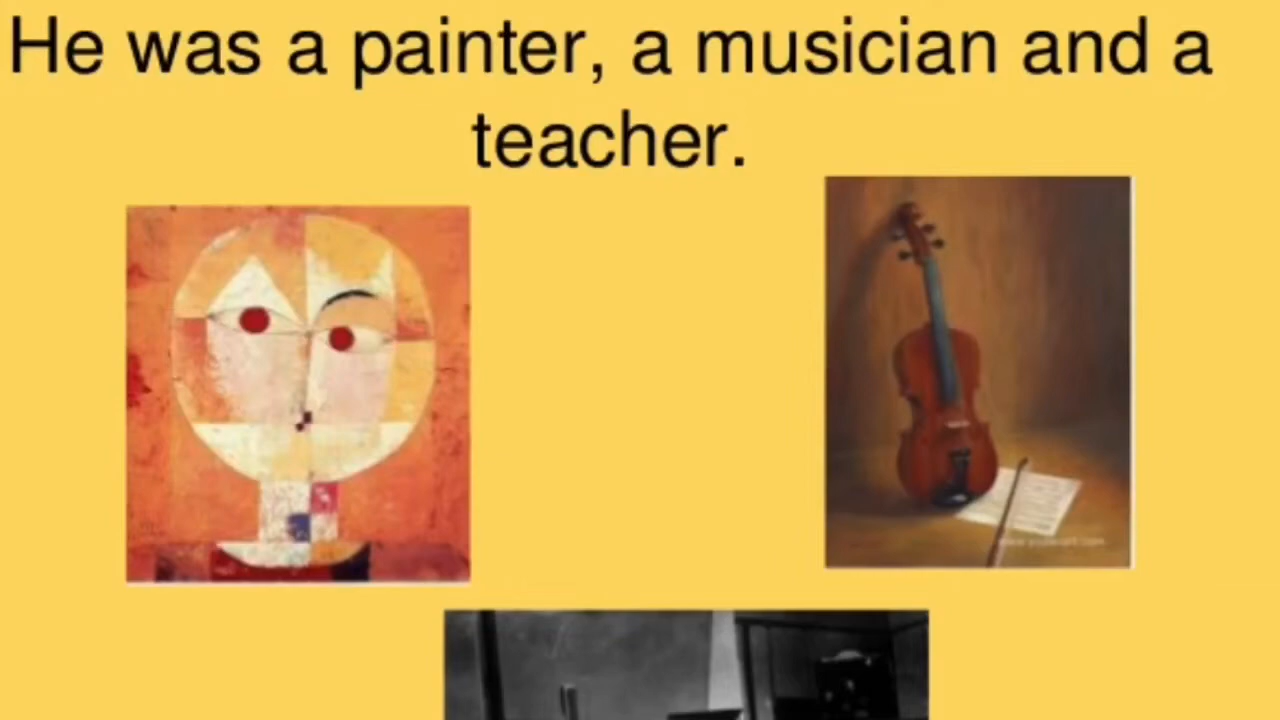 He was a painter, a musician and a
teacher.